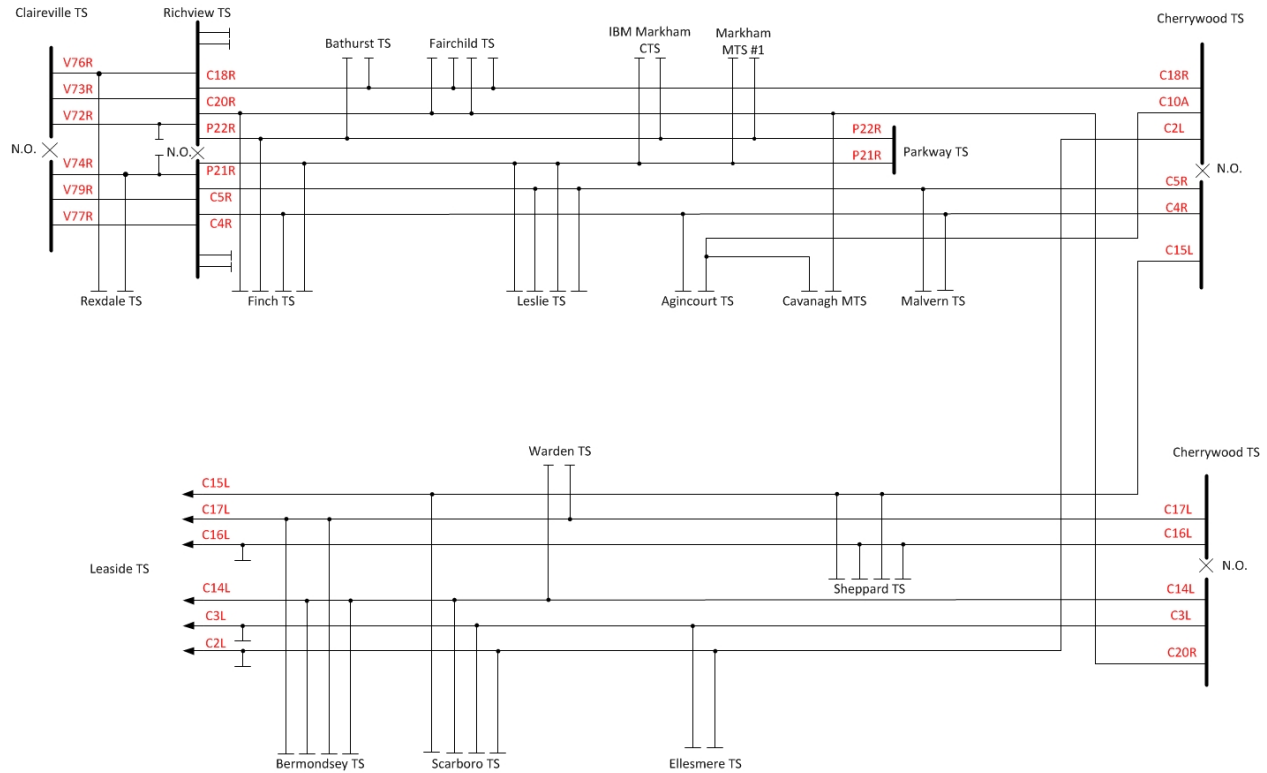 Claireville TS
Richview TS
Cherrywood TS
Bathurst TS
Fairchild TS
IBM Markham
CTS
Markham
MTS #1
V76R
V73R
V72R
N.O.
V74R
V79R
V77R
N.O.
C18R
C20R
P22R
P21R
C5R
C4R
P22R
P21R
Parkway TS
C18R
C10A
C2L
N.O.
C5R
C4R
C15L
Rexdale TS
Finch TS
Leslie TS
Agincourt TS
Cavanagh MTS
Malvern TS
Warden TS
Cherrywood TS
C15L
C17L
C16L
Leaside TS
C14L
C3L
C2L
Sheppard TS
C17L
C16L
N.O.
C14L
C3L
C20R
Bermondsey TS
Scarboro TS
Ellesmere TS